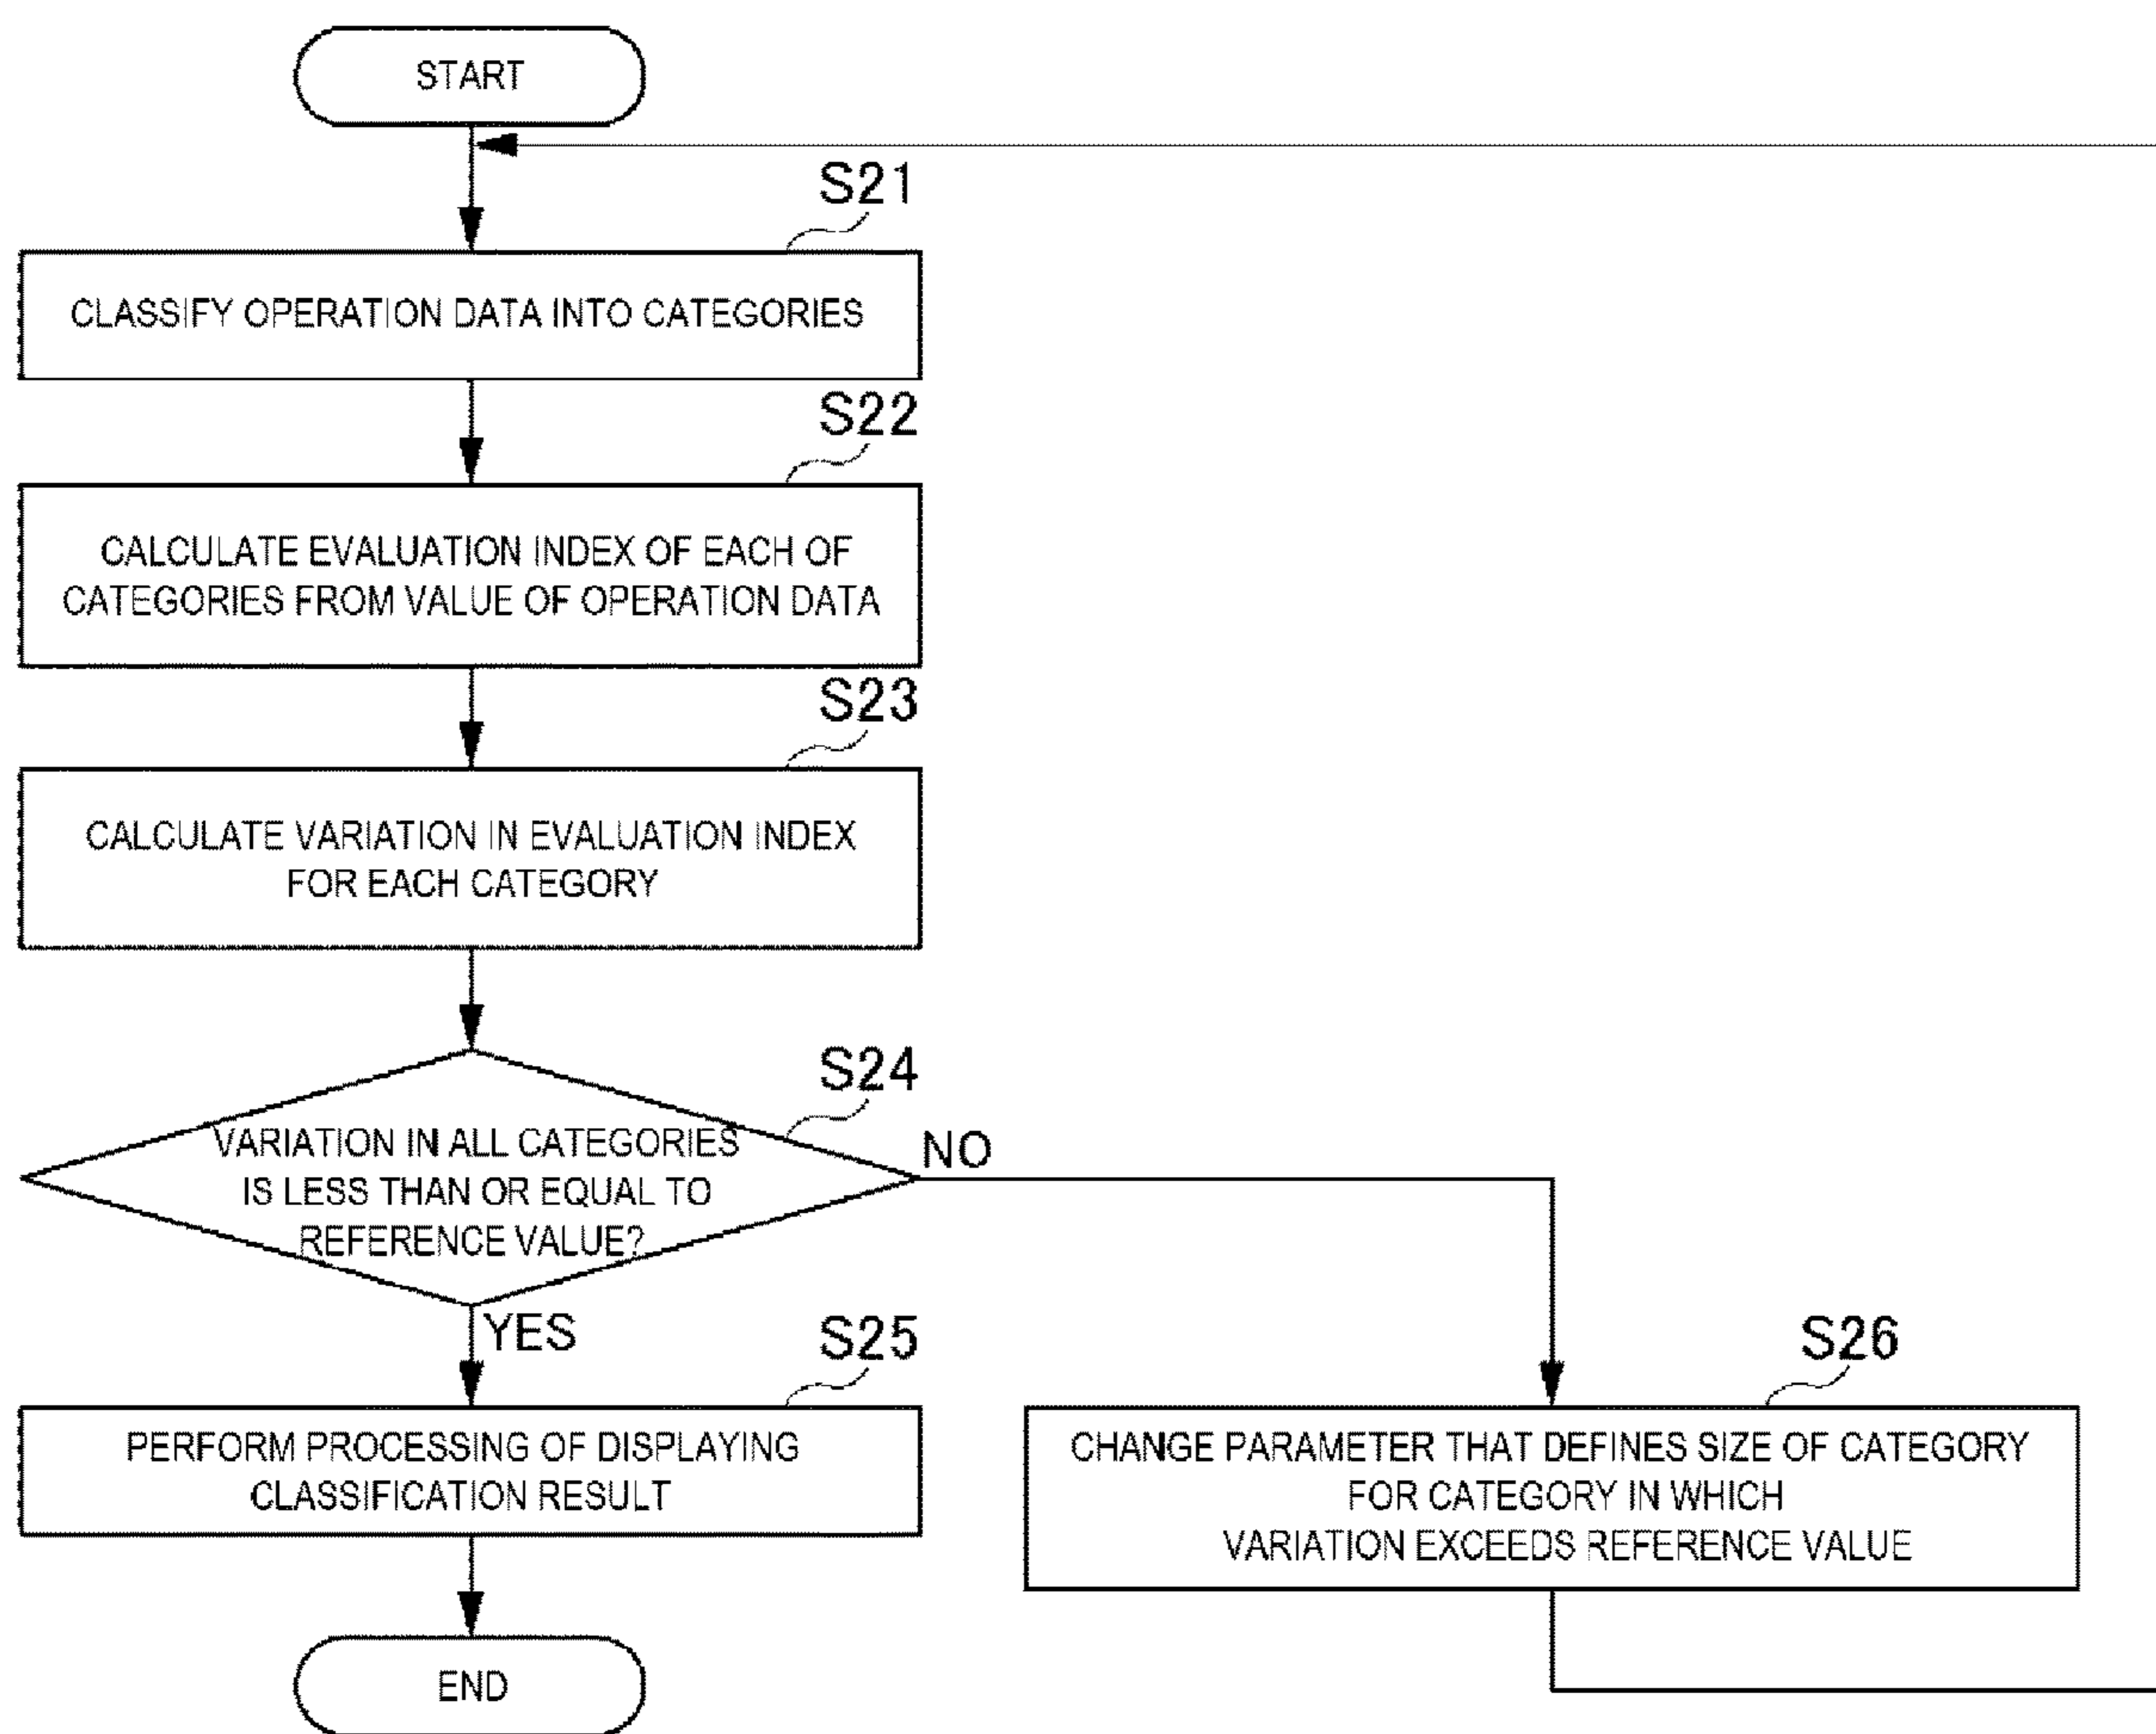 START
S21
CLASSIFY OPERATION DATA INTO CATEGORIES
S22
CALCULATE EVALUATION INDEX OF EACH OF
CATEGORIES FROM VALUE OF OPERATION DATA
S23
CALCULATE VARIATION IN EVALUATION INDEX
FOR EACH CATEGORY
S24
VARIATION IN ALL CATEGORIES
IS LESS THAN OR EQUAL TO
REFERENCE VALUE?
NO
YES
S25
PERFORM PROCESSING OF DISPLAYING
CLASSIFICATION RESULT
S26
CHANGE PARAMETER THAT DEFINES SIZE OF CATEGORY
FOR CATEGORY IN WHICH
VARIATION EXCEEDS REFERENCE VALUE
END